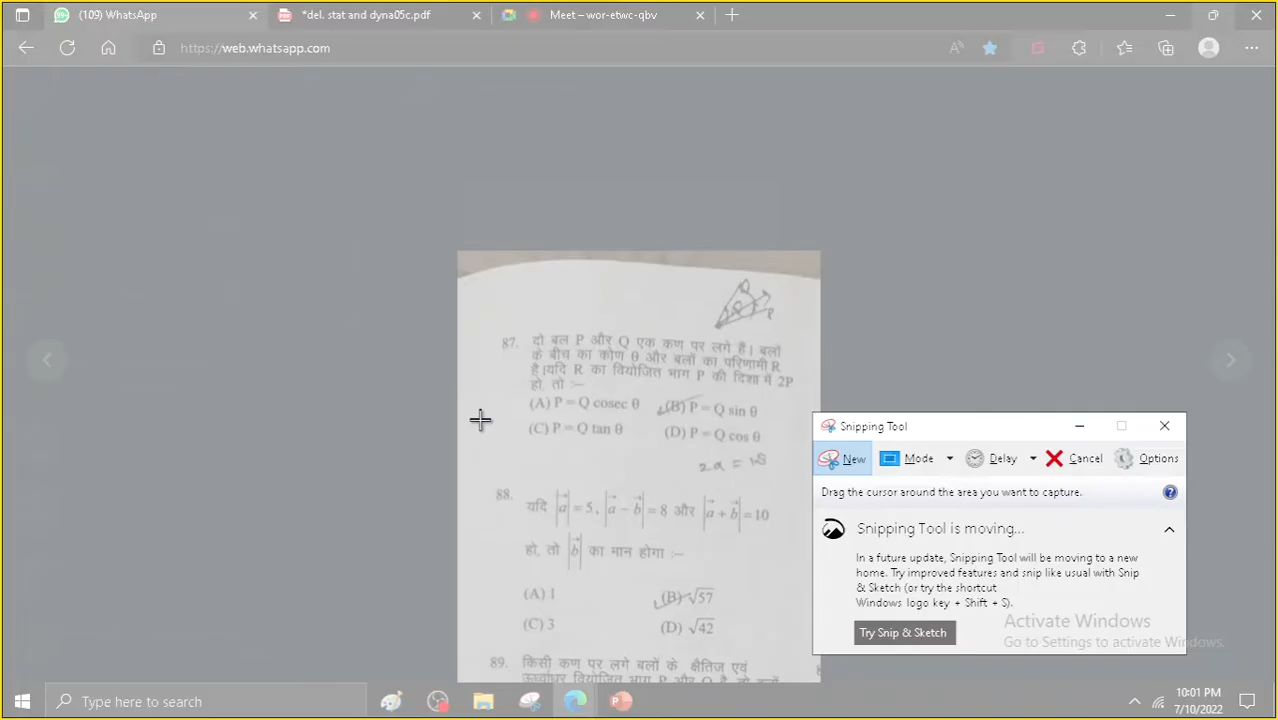 (109) WhatsApp
*del. stat and dyna05c.pdf
Meet – wor-etwc-qbv
https://web.whatsapp.com
87. दो बल P और Q एक कण पर लगे हैं। बलों
के बीच का कोण θ और बलों का परिणामी R
है।यदि R का वियोजित भाग P की दिशा में 2P
हो, तो :-
(A) P = Q cosec θ (B) P = Q sin θ
(C) P = Q tan θ (D) P = Q cos θ
88. यदि |a⃗| = 5, |a⃗ − b⃗| = 8 और |a⃗ + b⃗| = 10
हो, तो |b⃗| का मान होगा :-
(A) 1 (B) √57
(C) 3 (D) √42
89. किसी कण पर लगे बलों के क्षैतिज एवं
ऊर्ध्वाधर वियोजित भाग P और Q है, तो बलों
Snipping Tool
New Mode Delay Cancel Options
Drag the cursor around the area you want to capture.
Snipping Tool is moving...
In a future update, Snipping Tool will be moving to a new
home. Try improved features and snip like usual with Snip
& Sketch (or try the shortcut
Windows logo key + Shift + S).
Try Snip & Sketch
Activate Windows
Go to Settings to activate Windows.
Type here to search
10:01 PM
7/10/2022